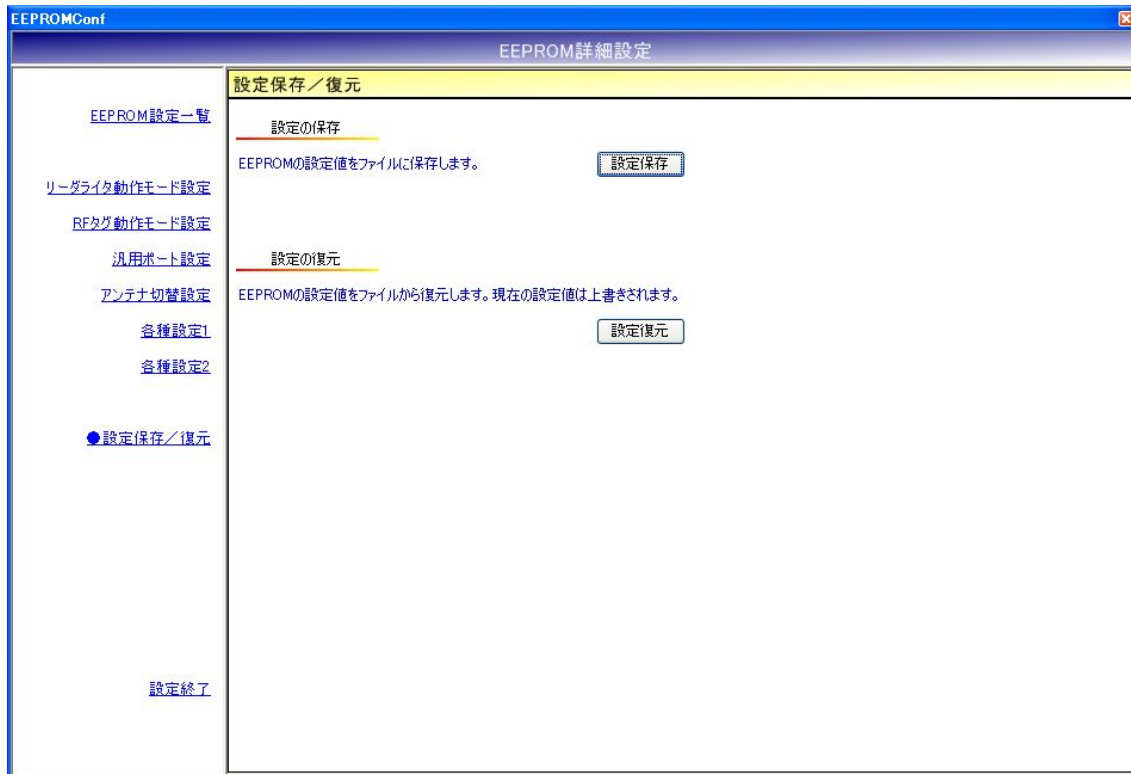 EEPROMConf
EEPROM詳細設定
EEPROM設定一覧
リーダライタ動作モード設定
RFタグ動作モード設定
汎用ポート設定
アンテナ切替設定
各種設定1
各種設定2
●設定保存／復元
設定終了
設定保存／復元
設定の保存
EEPROMの設定値をファイルに保存します。
設定保存
設定の復元
EEPROMの設定値をファイルから復元します。現在の設定値は上書きされます。
設定復元